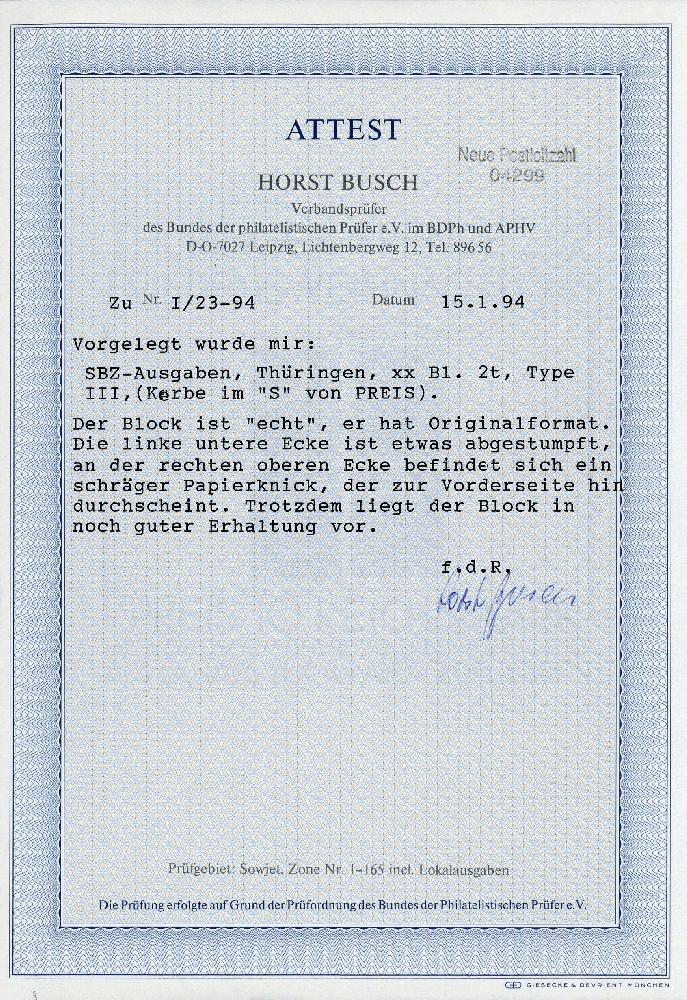 ATTEST
Neue Postleitzahl
04299
HORST BUSCH
Verbandsprüfer
des Bundes der philatelistischen Prüfer e.V. im BDPh und APHV
D-O-7027 Leipzig, Lichtenbergweg 12, Tel. 89656
Zu Nr. I/23-94 Datum 15.1.94
Vorgelegt wurde mir:
SBZ-Ausgaben, Thüringen, xx Bl. 2t, Type
III,(Kerbe im "S" von PREIS).
Der Block ist "echt", er hat Originalformat.
Die linke untere Ecke ist etwas abgestumpft,
an der rechten oberen Ecke befindet sich ein
schräger Papierknick, der zur Vorderseite hin
durchscheint. Trotzdem liegt der Block in
noch guter Erhaltung vor.
f.d.R.
Horst Busch
Prüfgebiet: Sowjet. Zone Nr. 1-165 incl. Lokalausgaben
Die Prüfung erfolgte auf Grund der Prüfordnung des Bundes der Philatelistischen Prüfer e.V.
GIESECKE & DEVRIENT MÜNCHEN